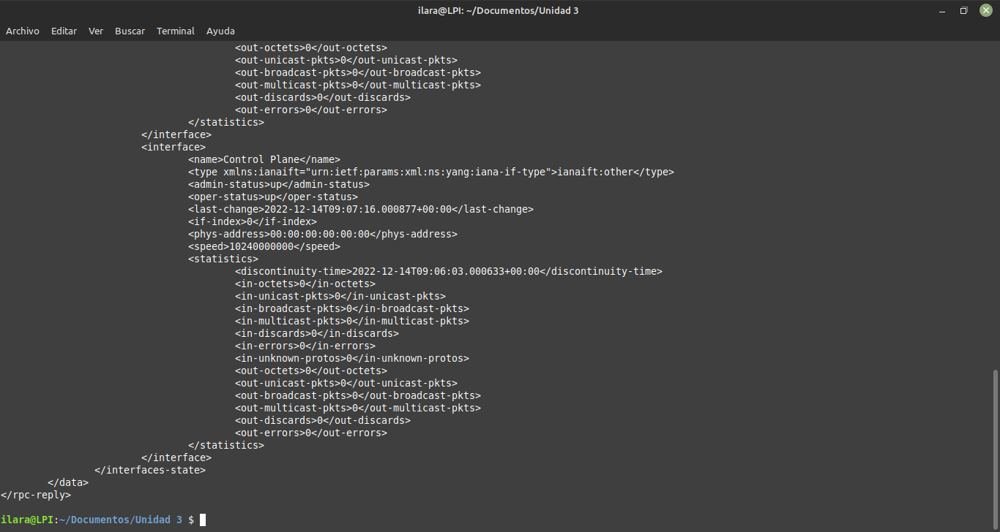 ilara@LPI: ~/Documentos/Unidad 3
Archivo Editar Ver Buscar Terminal Ayuda
<out-octets>0</out-octets>
<out-unicast-pkts>0</out-unicast-pkts>
<out-broadcast-pkts>0</out-broadcast-pkts>
<out-multicast-pkts>0</out-multicast-pkts>
<out-discards>0</out-discards>
<out-errors>0</out-errors>
</statistics>
</interface>
<interface>
<name>Control Plane</name>
<type xmlns:ianaift="urn:ietf:params:xml:ns:yang:iana-if-type">ianaift:other</type>
<admin-status>up</admin-status>
<oper-status>up</oper-status>
<last-change>2022-12-14T09:07:16.000877+00:00</last-change>
<if-index>0</if-index>
<phys-address>00:00:00:00:00:00</phys-address>
<speed>10240000000</speed>
<statistics>
<discontinuity-time>2022-12-14T09:06:03.000633+00:00</discontinuity-time>
<in-octets>0</in-octets>
<in-unicast-pkts>0</in-unicast-pkts>
<in-broadcast-pkts>0</in-broadcast-pkts>
<in-multicast-pkts>0</in-multicast-pkts>
<in-discards>0</in-discards>
<in-errors>0</in-errors>
<in-unknown-protos>0</in-unknown-protos>
<out-octets>0</out-octets>
<out-unicast-pkts>0</out-unicast-pkts>
<out-broadcast-pkts>0</out-broadcast-pkts>
<out-multicast-pkts>0</out-multicast-pkts>
<out-discards>0</out-discards>
<out-errors>0</out-errors>
</statistics>
</interface>
</interfaces-state>
</data>
</rpc-reply>
ilara@LPI:~/Documentos/Unidad 3 $